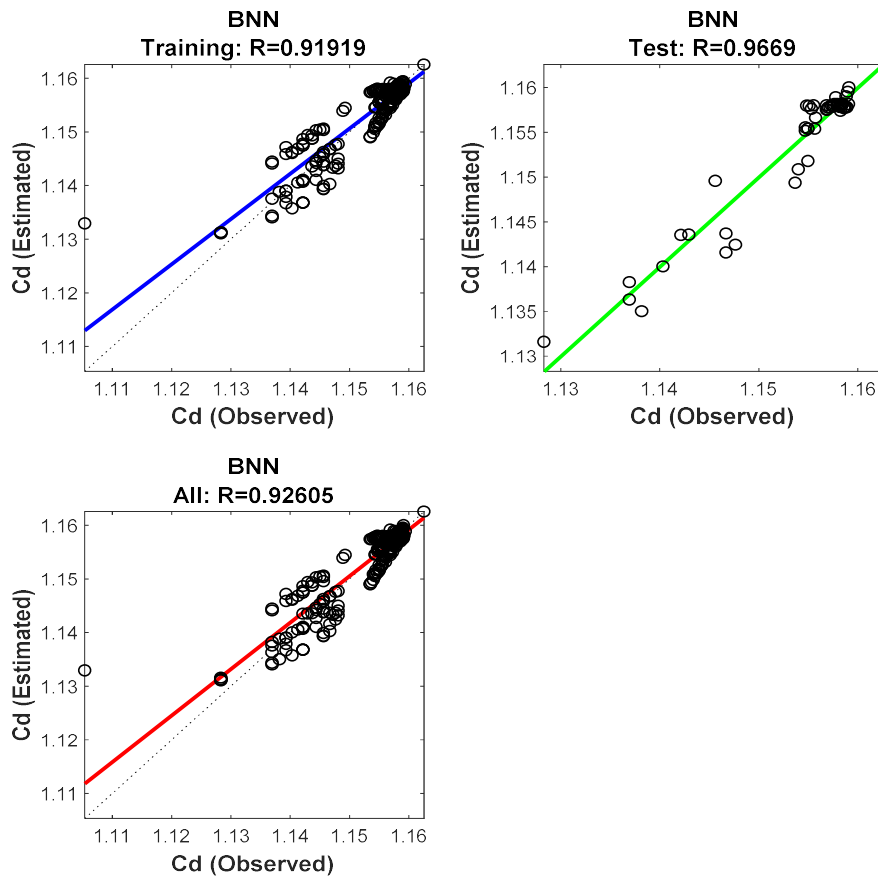 BNN
Training: R=0.91919
1.16
1.15
1.14
1.13
1.12
1.11
Cd (Estimated)
1.11 1.12 1.13 1.14 1.15 1.16
Cd (Observed)
BNN
Test: R=0.9669
1.16
1.155
1.15
1.145
1.14
1.135
1.13
Cd (Estimated)
1.13 1.14 1.15 1.16
Cd (Observed)
BNN
All: R=0.92605
1.16
1.15
1.14
1.13
1.12
1.11
Cd (Estimated)
1.11 1.12 1.13 1.14 1.15 1.16
Cd (Observed)